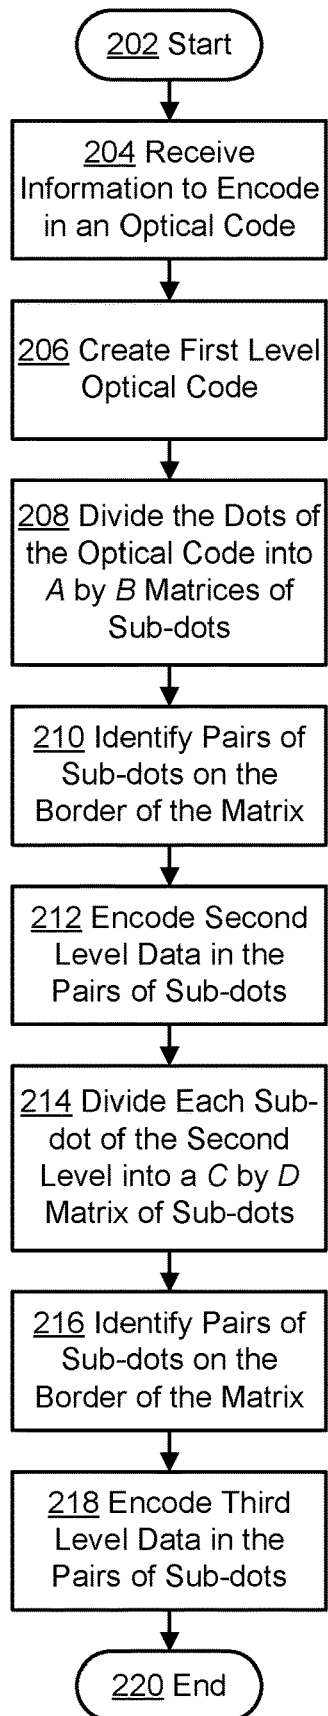 202 Start
204 Receive
Information to Encode
in an Optical Code
206 Create First Level
Optical Code
208 Divide the Dots of
the Optical Code into
A by B Matrices of
Sub-dots
210 Identify Pairs of
Sub-dots on the
Border of the Matrix
212 Encode Second
Level Data in the
Pairs of Sub-dots
214 Divide Each Sub-
dot of the Second
Level into a C by D
Matrix of Sub-dots
216 Identify Pairs of
Sub-dots on the
Border of the Matrix
218 Encode Third
Level Data in the
Pairs of Sub-dots
220 End